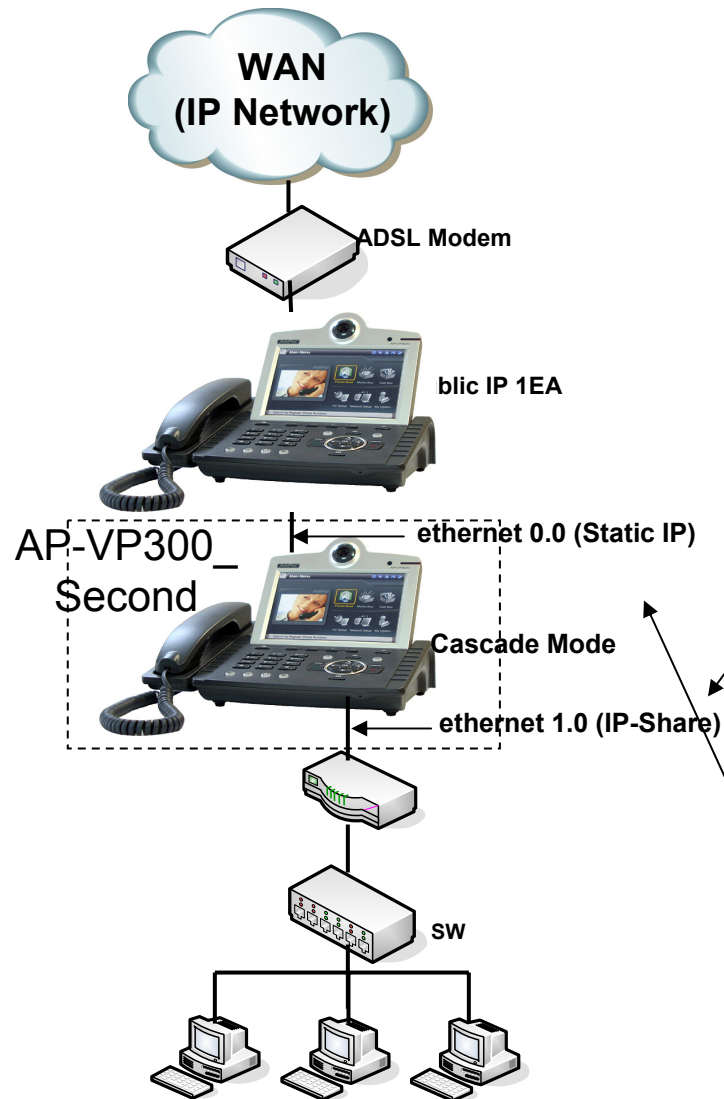 WAN
(IP Network)
ADSL Modem
blic IP 1EA
ethernet 0.0 (Static IP)
AP-VP300_
Second
Cascade Mode
ethernet 1.0 (IP-Share)
SW